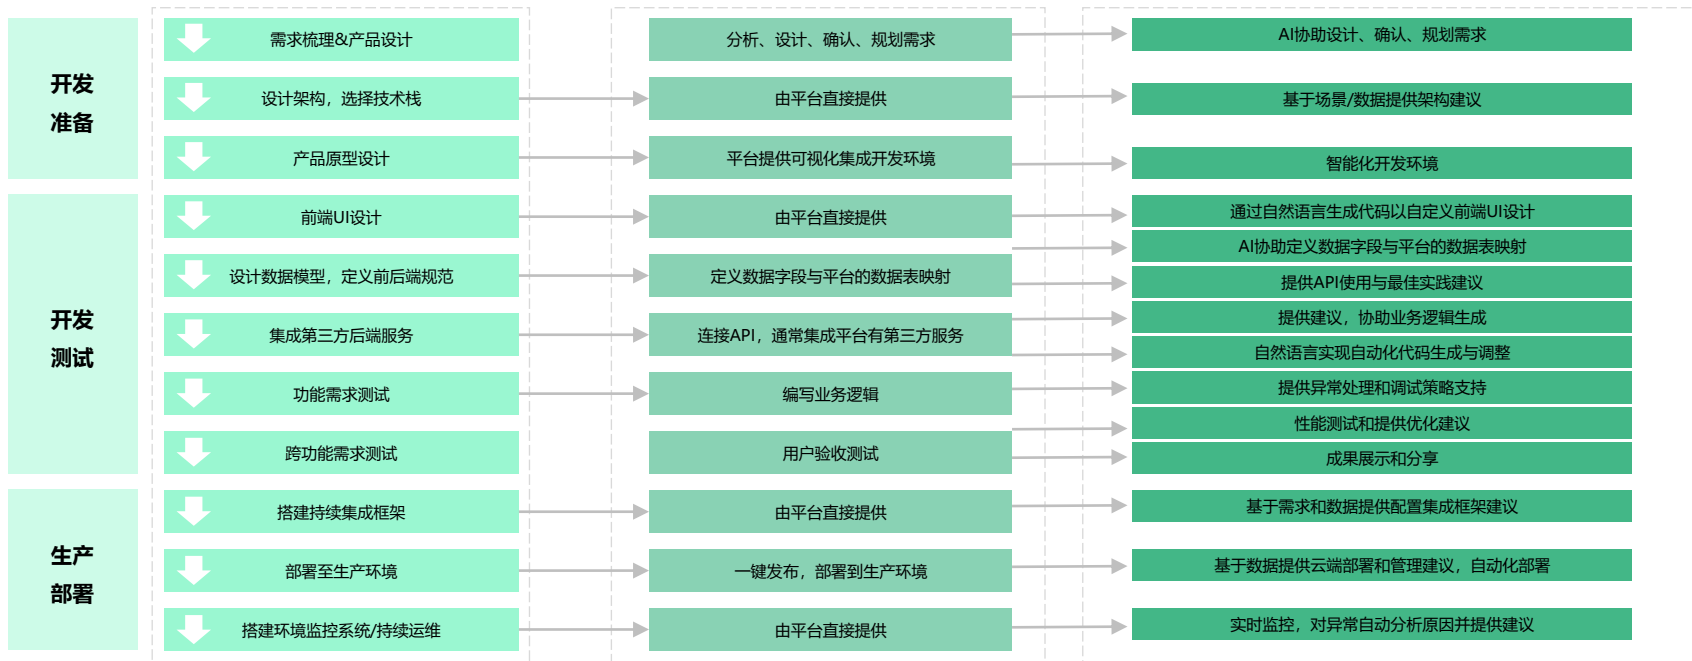 开发
准备
需求梳理&产品设计
分析、设计、确认、规划需求
AI协助设计、确认、规划需求
设计架构，选择技术栈
由平台直接提供
基于场景/数据提供架构建议
产品原型设计
平台提供可视化集成开发环境
智能化开发环境
开发
测试
前端UI设计
由平台直接提供
通过自然语言生成代码以自定义前端UI设计
AI协助定义数据字段与平台的数据表映射
设计数据模型，定义前后端规范
定义数据字段与平台的数据表映射
提供API使用与最佳实践建议
提供建议，协助业务逻辑生成
集成第三方后端服务
连接API，通常集成平台有第三方服务
自然语言实现自动化代码生成与调整
功能需求测试
编写业务逻辑
提供异常处理和调试策略支持
性能测试和提供优化建议
跨功能需求测试
用户验收测试
成果展示和分享
生产
部署
搭建持续集成框架
由平台直接提供
基于需求和数据提供配置集成框架建议
部署至生产环境
一键发布，部署到生产环境
基于数据提供云端部署和管理建议，自动化部署
搭建环境监控系统/持续运维
由平台直接提供
实时监控，对异常自动分析原因并提供建议